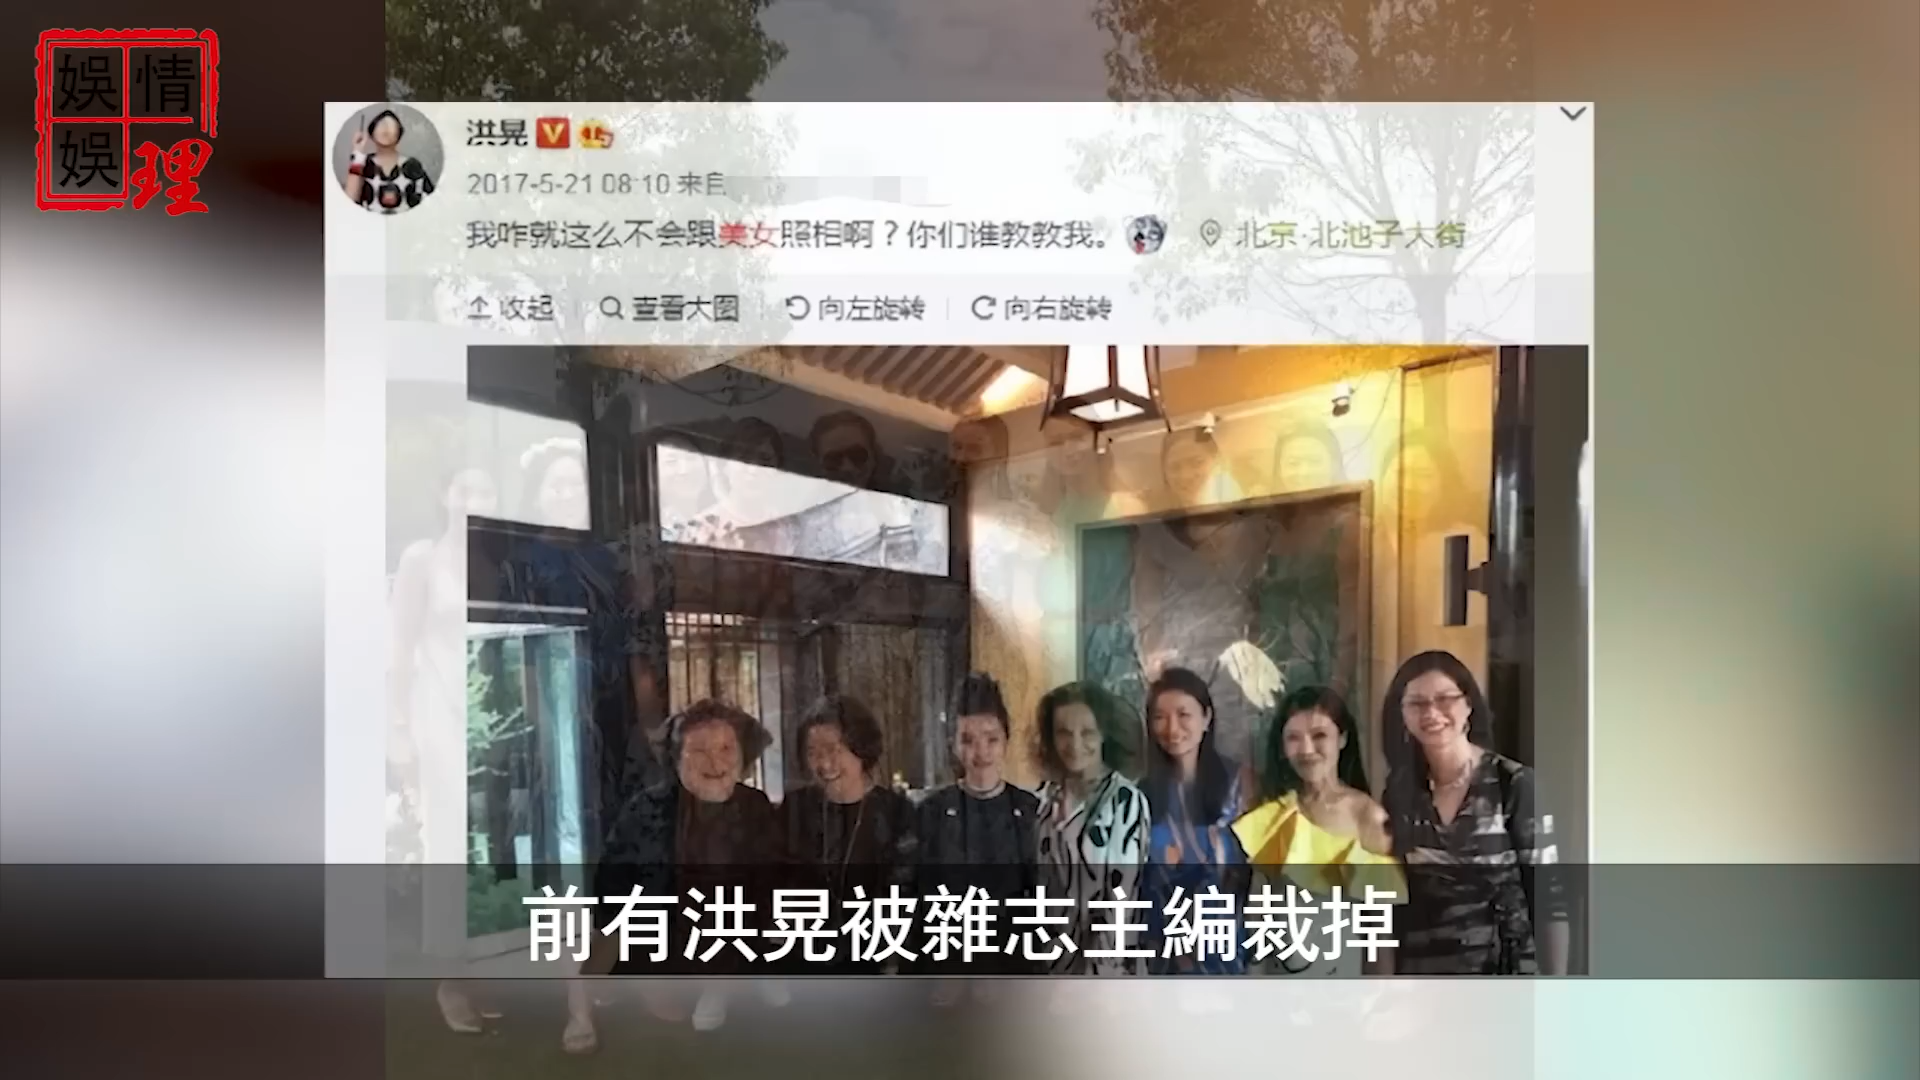 娛情
娛理
洪晃
2017-5-21 08:10 来自
我咋就这么不会跟美女照相啊？你们谁教教我。 北京·北池子大街
收起 查看大图 向左旋转 向右旋转
前有洪晃被雜志主編裁掉